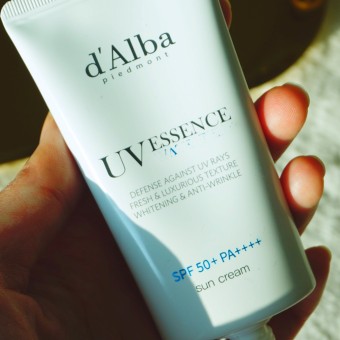 d'Alba
piedmont
UV ESSENCE
DEFENSE AGAINST UV RAYS
FRESH & LUXURIOUS TEXTURE
WHITENING & ANTI-WRINKLE
SPF 50+ PA++++
sun cream